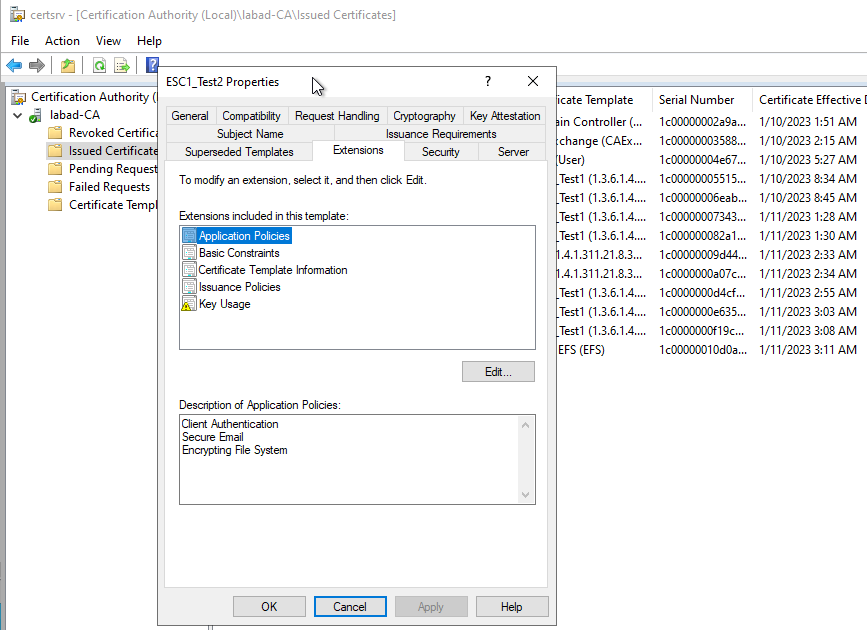 certsrv - [Certification Authority (Local)\labad-CA\Issued Certificates]
File Action View Help
ESC1_Test2 Properties
?
Certification Authority (
labad-CA
Revoked Certifica
Issued Certificate
Pending Request
Failed Requests
Certificate Templ
General Compatibility Request Handling Cryptography Key Attestation
Subject Name Issuance Requirements
Superseded Templates Extensions Security Server
To modify an extension, select it, and then click Edit.
Extensions included in this template:
Application Policies
Basic Constraints
Certificate Template Information
Issuance Policies
Key Usage
Edit...
Description of Application Policies:
Client Authentication
Secure Email
Encrypting File System
OK Cancel Apply Help
icate Template Serial Number Certificate Effective D
ain Controller (... 1c00000002a9a... 1/10/2023 1:51 AM
change (CAEx... 1c00000003588... 1/10/2023 2:15 AM
(User) 1c00000004e67... 1/10/2023 5:27 AM
_Test1 (1.3.6.1.4.... 1c00000005515... 1/10/2023 8:34 AM
_Test1 (1.3.6.1.4.... 1c00000006eab... 1/10/2023 8:45 AM
_Test1 (1.3.6.1.4.... 1c00000007343... 1/11/2023 1:28 AM
_Test1 (1.3.6.1.4.... 1c00000082a1... 1/11/2023 1:30 AM
1.4.1.311.21.8.3... 1c0000009d44... 1/11/2023 2:33 AM
1.4.1.311.21.8.3... 1c0000000a07c... 1/11/2023 2:34 AM
_Test1 (1.3.6.1.4.... 1c0000000d4cf... 1/11/2023 2:55 AM
_Test1 (1.3.6.1.4.... 1c0000000e635... 1/11/2023 3:03 AM
_Test1 (1.3.6.1.4.... 1c0000000f19c... 1/11/2023 3:08 AM
EFS (EFS) 1c00000010d0a... 1/11/2023 3:11 AM